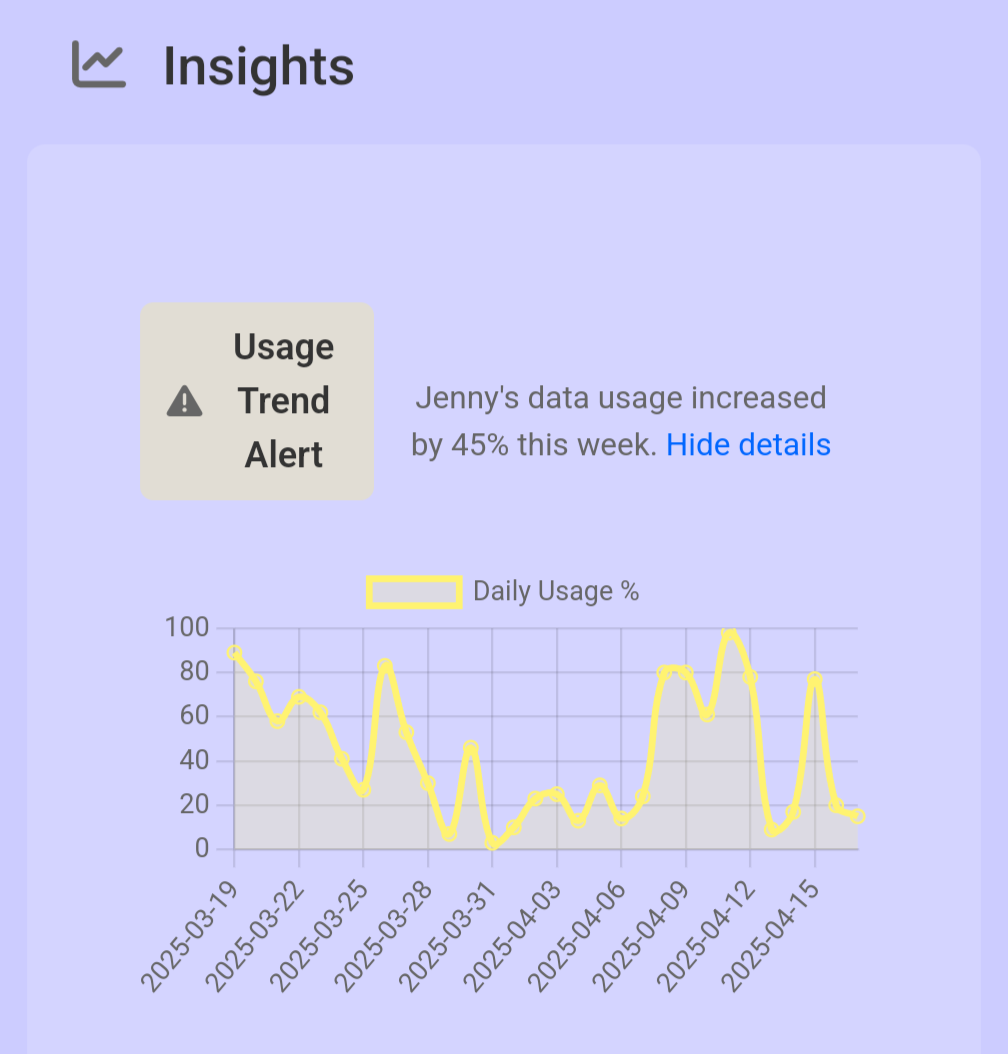 Insights
Usage
Trend
Alert
Jenny's data usage increased
by 45% this week. Hide details
Daily Usage %
100
80
60
40
20
0
2025-03-19
2025-03-22
2025-03-25
2025-03-28
2025-03-31
2025-04-03
2025-04-06
2025-04-09
2025-04-12
2025-04-15